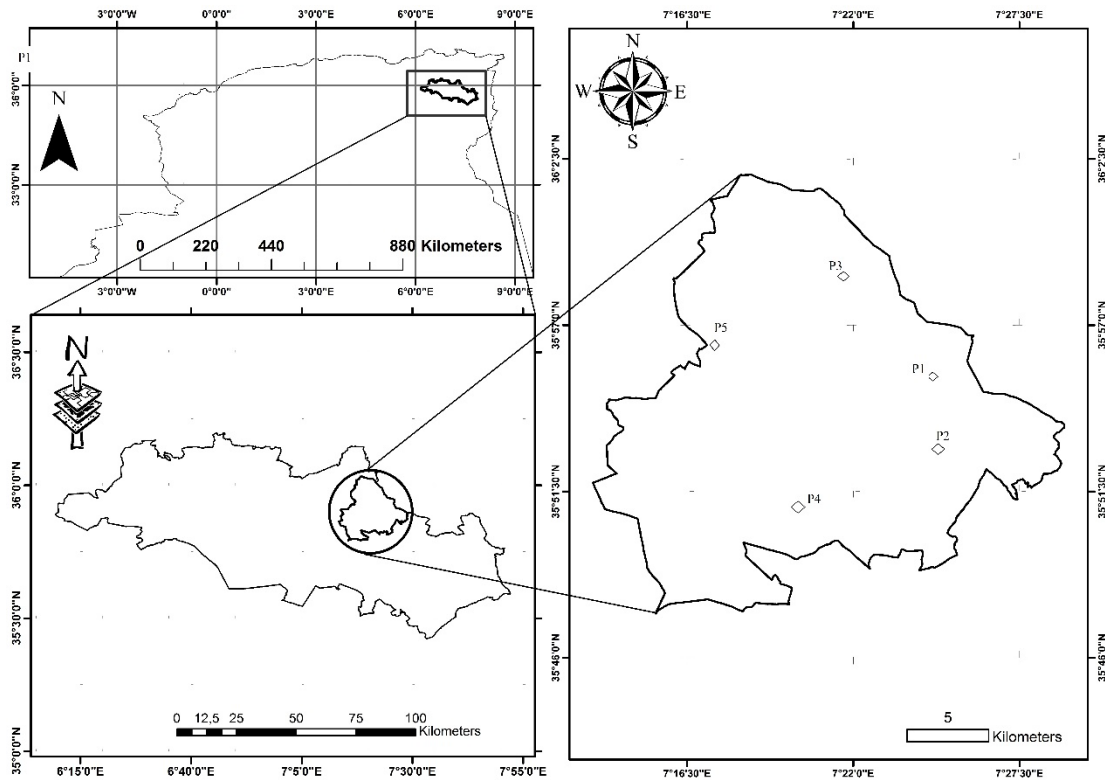 3°0'0"W 0°0'0" 3°0'0"E 6°0'0"E 9°0'0"E
P1
36°0'0"N
33°0'0"N
N
0 220 440 880 Kilometers
3°0'0"W 0°0'0" 3°0'0"E 6°0'0"E 9°0'0"E
36°30'0"N
36°0'0"N
35°30'0"N
35°0'0"N
N
0 12,5 25 50 75 100
Kilometers
6°15'0"E 6°40'0"E 7°5'0"E 7°30'0"E 7°55'0"E
7°16'30"E 7°22'0"E 7°27'30"E
N
W E
S
36°2'30"N 36°2'30"N
35°57'0"N 35°57'0"N
35°51'30"N 35°51'30"N
35°46'0"N 35°46'0"N
P3
P5
P1
P2
P4
5
Kilometers
7°16'30"E 7°22'0"E 7°27'30"E